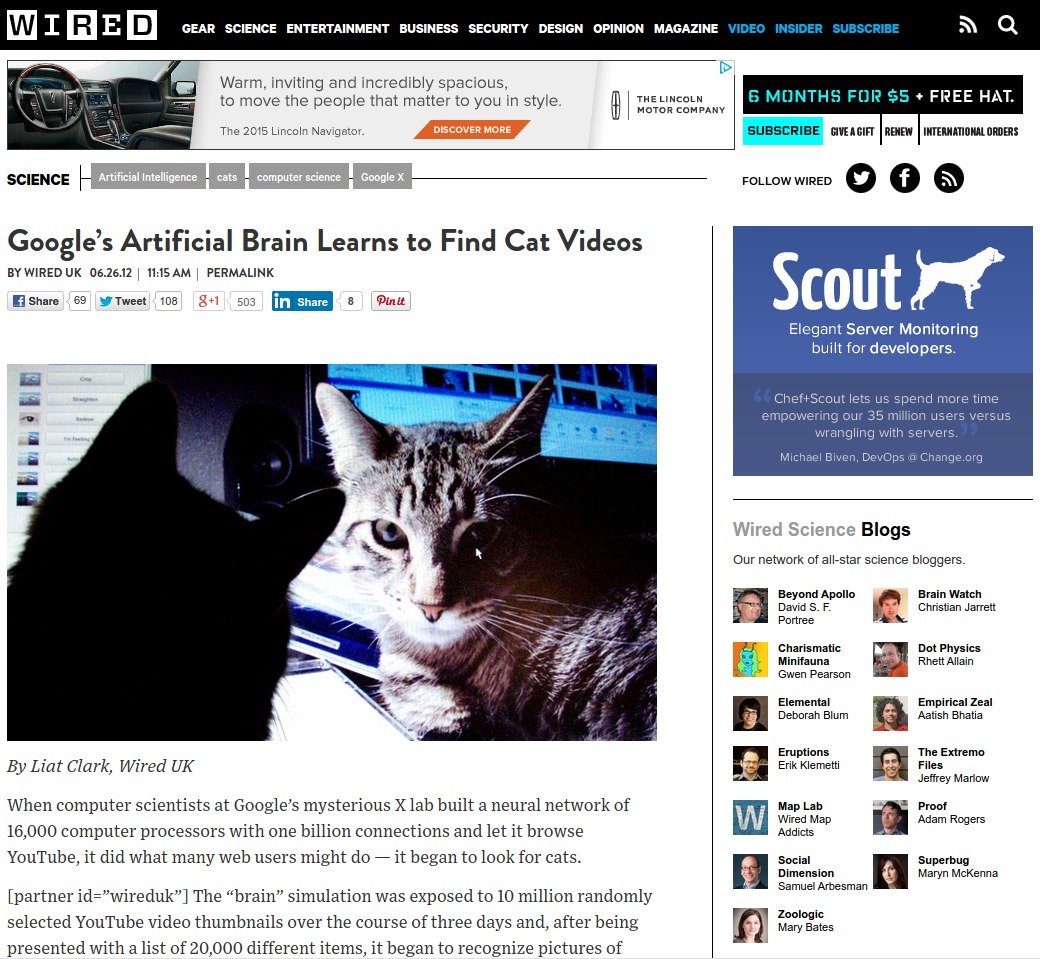 WIRED
GEAR SCIENCE ENTERTAINMENT BUSINESS SECURITY DESIGN OPINION MAGAZINE VIDEO INSIDER SUBSCRIBE
Warm, inviting and incredibly spacious,
to move the people that matter to you in style.
The 2015 Lincoln Navigator.
DISCOVER MORE
THE LINCOLN
MOTOR COMPANY
6 MONTHS FOR $5 + FREE HAT.
SUBSCRIBE GIVE A GIFT RENEW INTERNATIONAL ORDERS
SCIENCE Artificial Intelligence cats computer science Google X
FOLLOW WIRED
Google’s Artificial Brain Learns to Find Cat Videos
BY WIRED UK 06.26.12 | 11:15 AM | PERMALINK
Share 69 Tweet 108 g+1 503 in Share 8 Pin it
Crop
Straighten
Redeye
By Liat Clark, Wired UK
When computer scientists at Google’s mysterious X lab built a neural network of
16,000 computer processors with one billion connections and let it browse
YouTube, it did what many web users might do — it began to look for cats.
[partner id=”wireduk”] The “brain” simulation was exposed to 10 million randomly
selected YouTube video thumbnails over the course of three days and, after being
presented with a list of 20,000 different items, it began to recognize pictures of
Scout
Elegant Server Monitoring
built for developers.
“Chef+Scout lets us spend more time
empowering our 35 million users versus
wrangling with servers.”
Michael Biven, DevOps @ Change.org
Wired Science Blogs
Our network of all-star science bloggers.
Beyond Apollo
David S. F.
Portree
Brain Watch
Christian Jarrett
Charismatic
Minifauna
Gwen Pearson
Dot Physics
Rhett Allain
Elemental
Deborah Blum
Empirical Zeal
Aatish Bhatia
Eruptions
Erik Klemetti
The Extremo
Files
Jeffrey Marlow
W
Map Lab
Wired Map
Addicts
Proof
Adam Rogers
Social
Dimension
Samuel Arbesman
Superbug
Maryn McKenna
Zoologic
Mary Bates